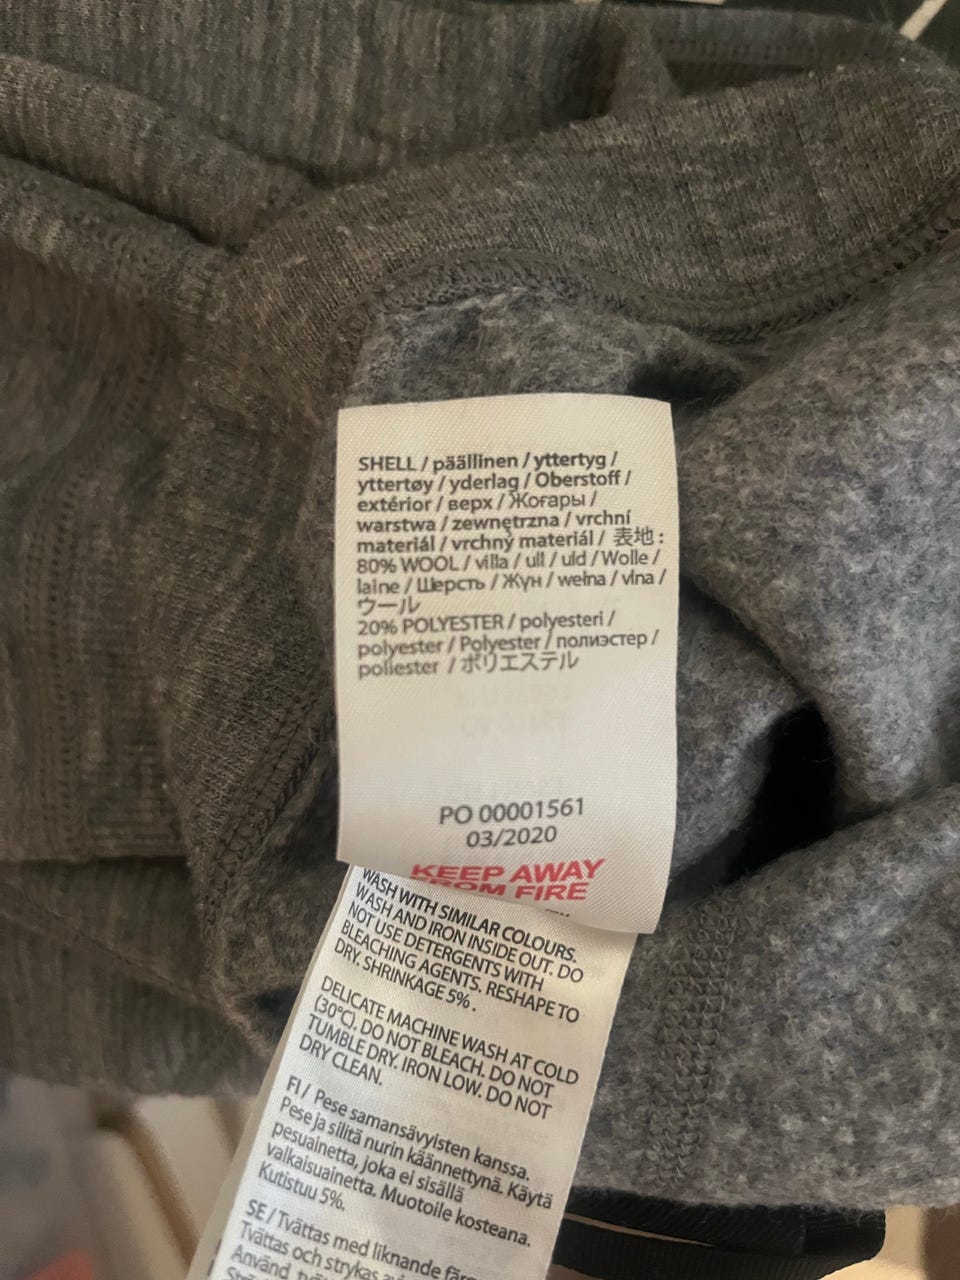 SHELL / päällinen / yttertyg /
yttertøy / yderlag / Oberstoff /
extérior / верх / Жоғары /
warstwa / zewnętrzna / vrchní
materiál / vrchný materiál / 表地 :
80% WOOL / villa / ull / uld / Wolle /
laine / Шерсть / Жүн / wełna / vlna /
ウール
20% POLYESTER / polyesteri /
polyester / Polyester / полиэстер /
poliester / ポリエステル
PO 00001561
03/2020
KEEP AWAY
FROM FIRE
WASH WITH SIMILAR COLOURS.
WASH AND IRON INSIDE OUT. DO
NOT USE DETERGENTS WITH
BLEACHING AGENTS. RESHAPE TO
DRY. SHRINKAGE 5% .
DELICATE MACHINE WASH AT COLD
(30°C). DO NOT BLEACH. DO NOT
TUMBLE DRY. IRON LOW. DO NOT
DRY CLEAN.
FI / Pese samansävyisten kanssa.
Pese ja silitä nurin käännettynä. Käytä
pesuainetta, joka ei sisällä
valkaisuainetta. Muotoile kosteana.
Kutistuu 5%.
SE / Tvättas med liknande
Tvättas och strykas
Använd